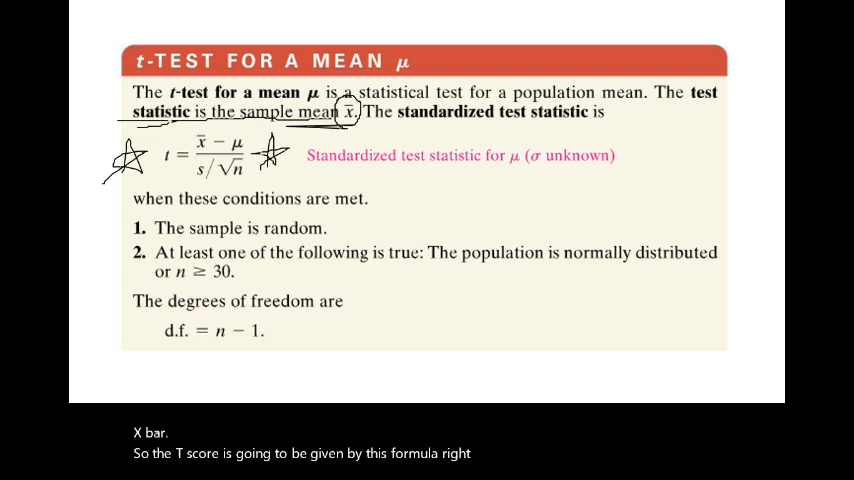 t-TEST FOR A MEAN μ
The t-test for a mean μ is a statistical test for a population mean. The test
statistic is the sample mean x̄. The standardized test statistic is
t = (x̄ − μ) / (s/√n) Standardized test statistic for μ (σ unknown)
when these conditions are met.
1. The sample is random.
2. At least one of the following is true: The population is normally distributed
or n ≥ 30.
The degrees of freedom are
d.f. = n − 1.
X bar.
So the T score is going to be given by this formula right